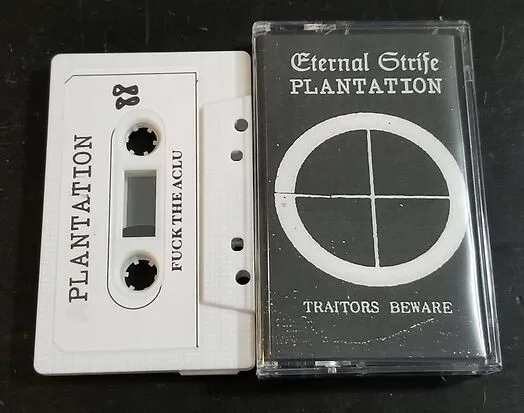 PLANTATION
FUCK THE ACLU
88
Eternal Strife
PLANTATION
TRAITORS BEWARE